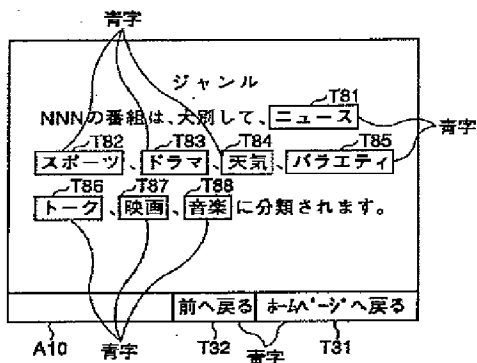 青字
ジャンル
T81
NNNの番組は、大別して、ニュース
T82 T83 T84 T85 青字
スポーツ、ドラマ、天気、バラエティ
T86 T87 T88
トーク、映画、音楽に分類されます。
前へ戻る ホームページへ戻る
A10 青字 T32 青字 T31